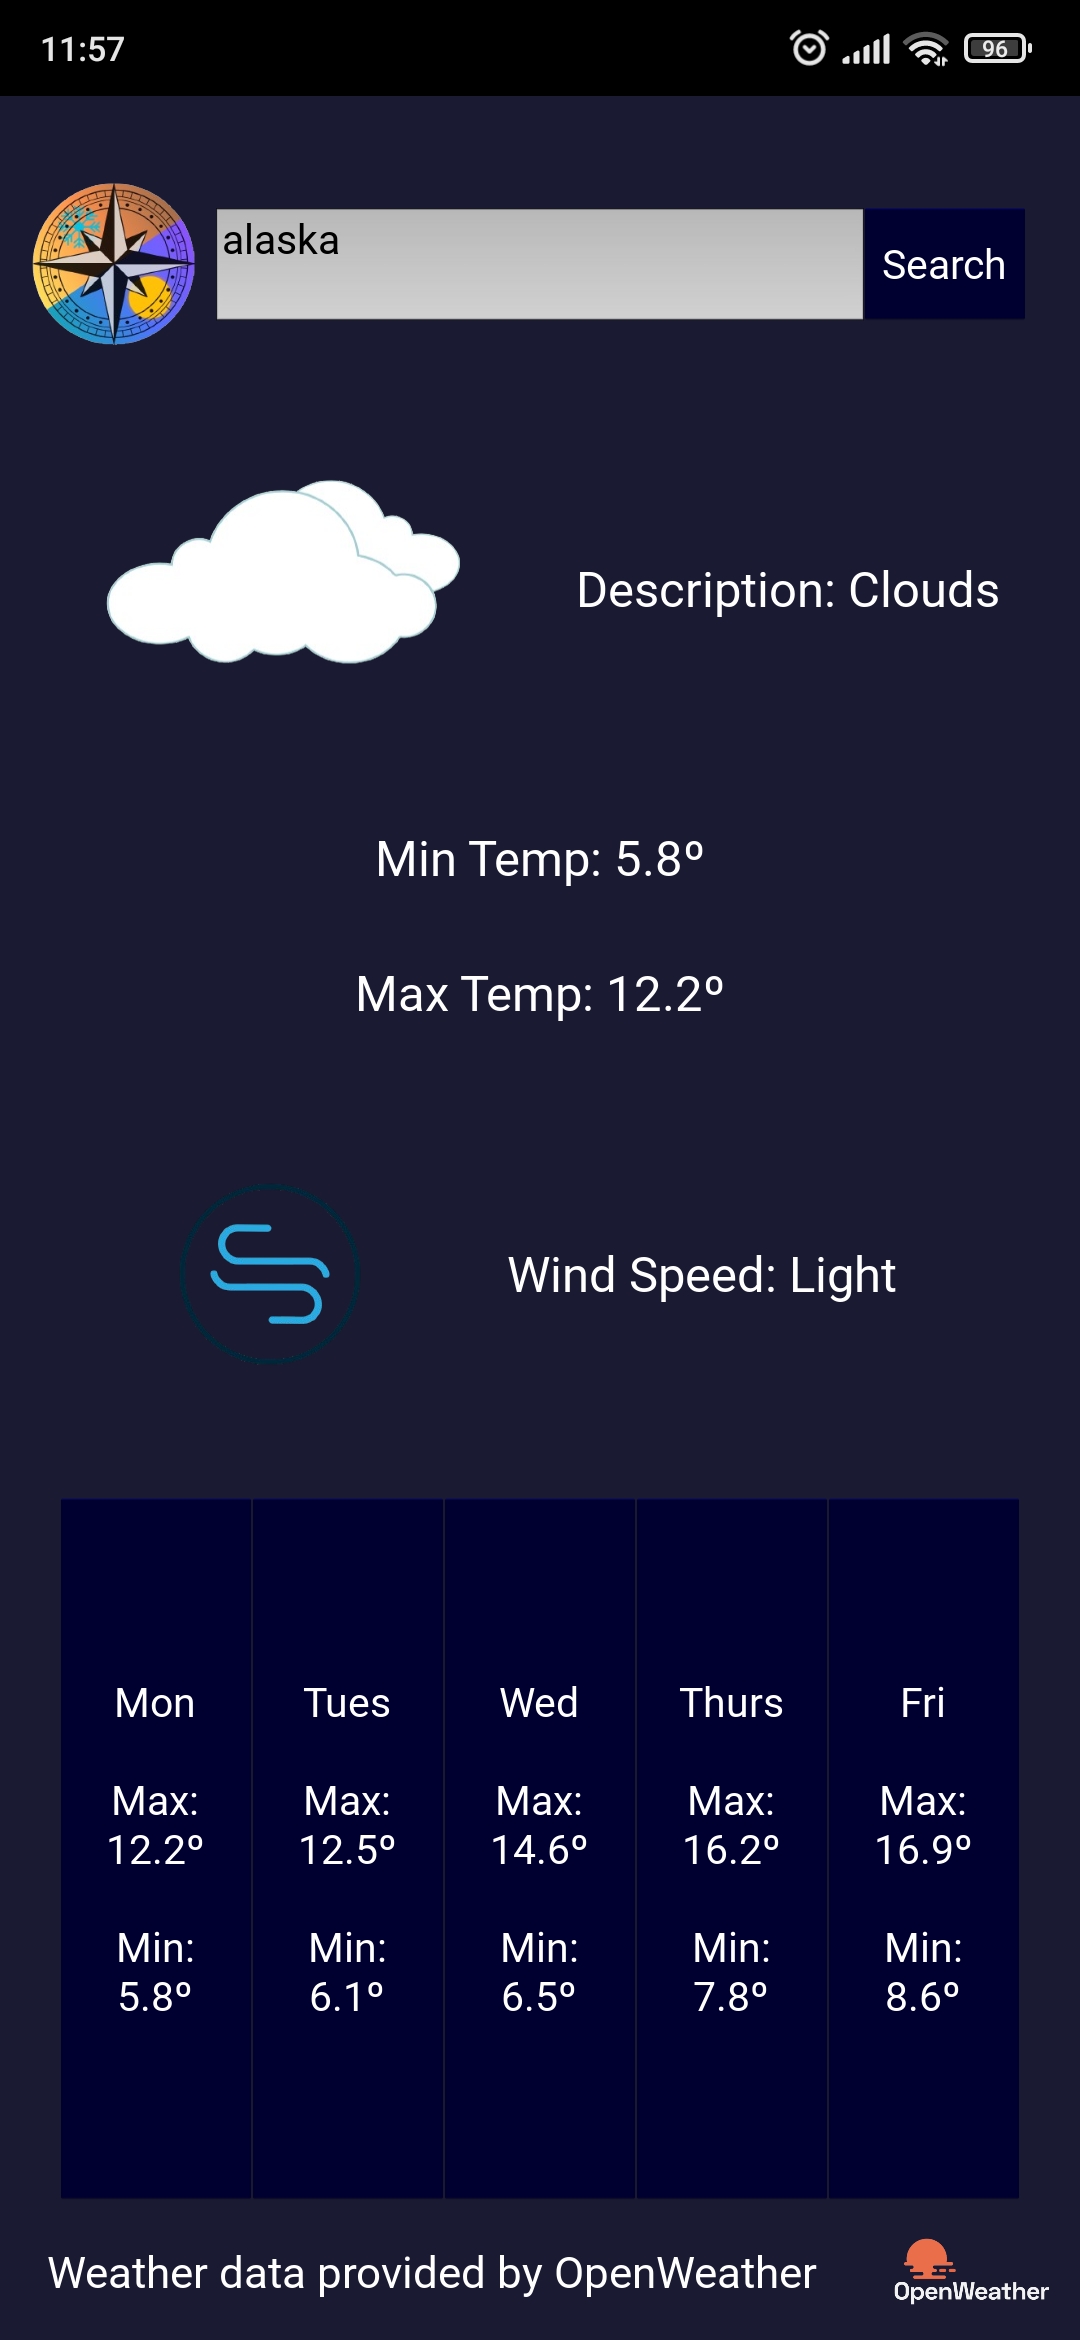 11:57
96
alaska
Search
Description: Clouds
Min Temp: 5.8º
Max Temp: 12.2º
Wind Speed: Light
Mon
Max:
12.2º
Min:
5.8º
Tues
Max:
12.5º
Min:
6.1º
Wed
Max:
14.6º
Min:
6.5º
Thurs
Max:
16.2º
Min:
7.8º
Fri
Max:
16.9º
Min:
8.6º
Weather data provided by OpenWeather
OpenWeather